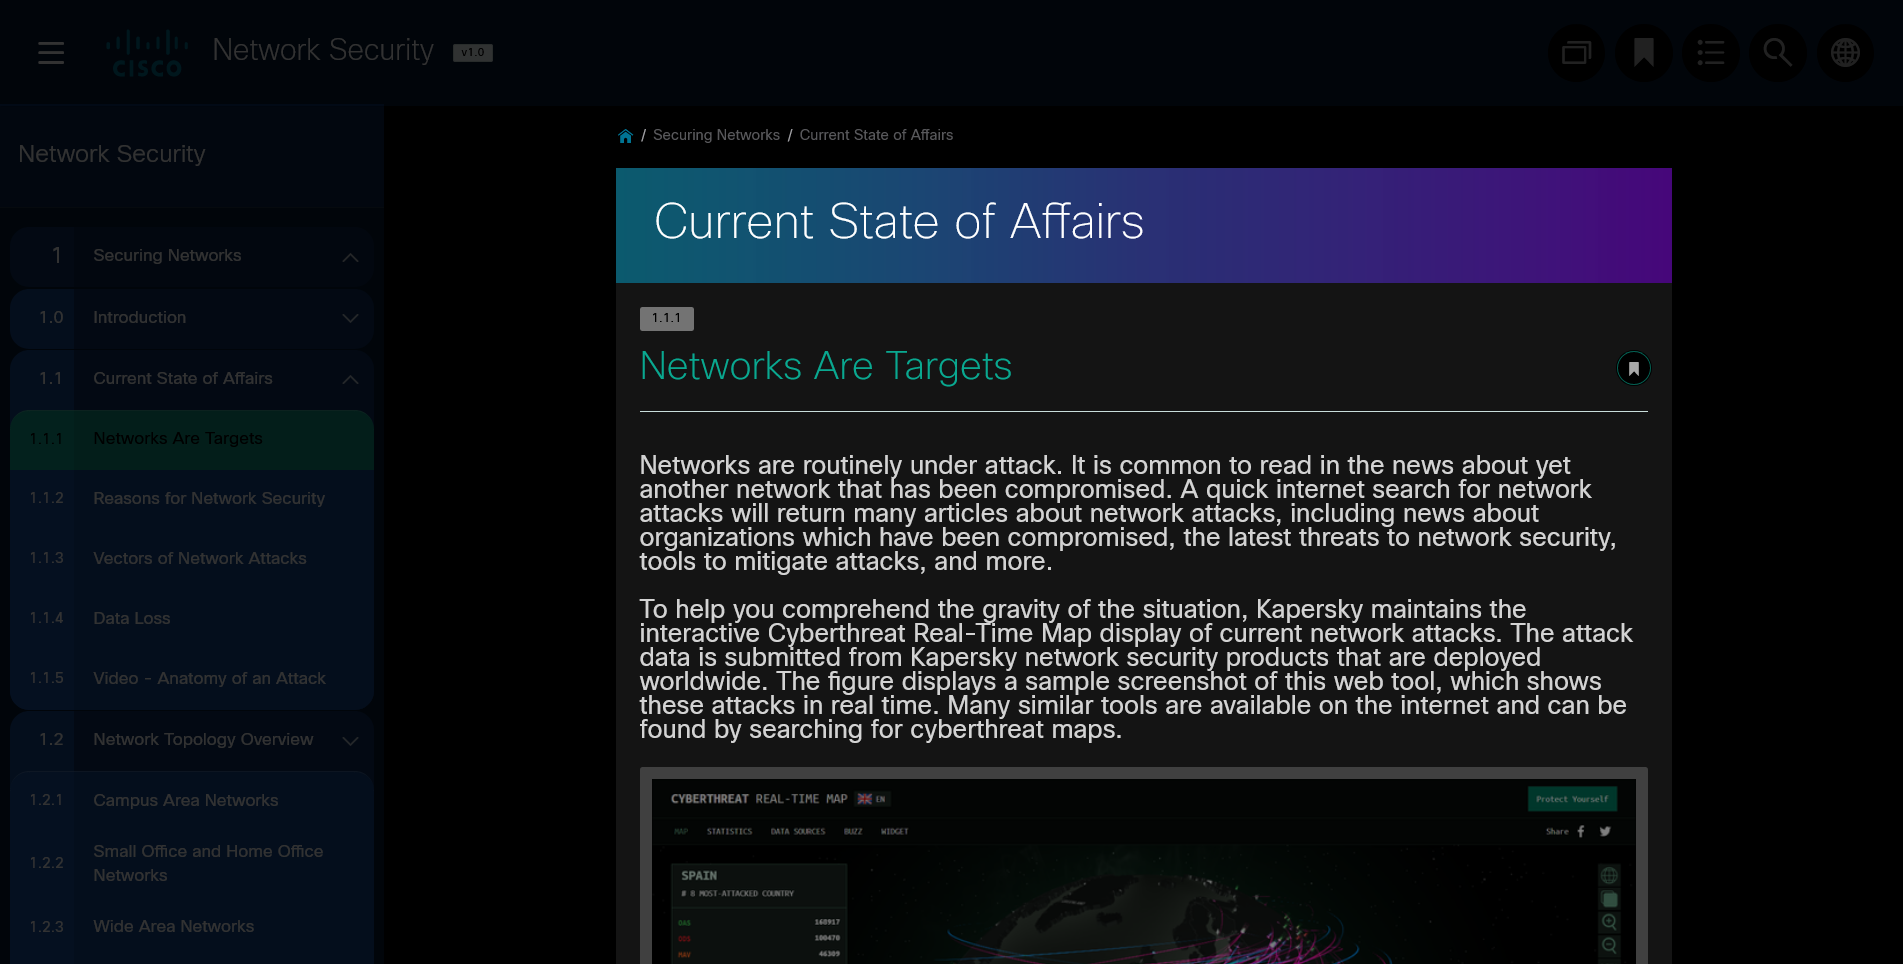 CISCO
Network Security
v1.0
Network Security
1
Securing Networks
1.0
Introduction
1.1
Current State of Affairs
1.1.1
Networks Are Targets
1.1.2
Reasons for Network Security
1.1.3
Vectors of Network Attacks
1.1.4
Data Loss
1.1.5
Video - Anatomy of an Attack
1.2
Network Topology Overview
1.2.1
Campus Area Networks
1.2.2
Small Office and Home Office
Networks
1.2.3
Wide Area Networks
/ Securing Networks / Current State of Affairs
Current State of Affairs
1.1.1
Networks Are Targets
Networks are routinely under attack. It is common to read in the news about yet
another network that has been compromised. A quick internet search for network
attacks will return many articles about network attacks, including news about
organizations which have been compromised, the latest threats to network security,
tools to mitigate attacks, and more.
To help you comprehend the gravity of the situation, Kapersky maintains the
interactive Cyberthreat Real-Time Map display of current network attacks. The attack
data is submitted from Kapersky network security products that are deployed
worldwide. The figure displays a sample screenshot of this web tool, which shows
these attacks in real time. Many similar tools are available on the internet and can be
found by searching for cyberthreat maps.
CYBERTHREAT REAL-TIME MAP EN
Protect Yourself
MAP STATISTICS DATA SOURCES BUZZ WIDGET
Share
SPAIN
# 8 MOST-ATTACKED COUNTRY
OAS 168917
ODS 100470
MAV 46309